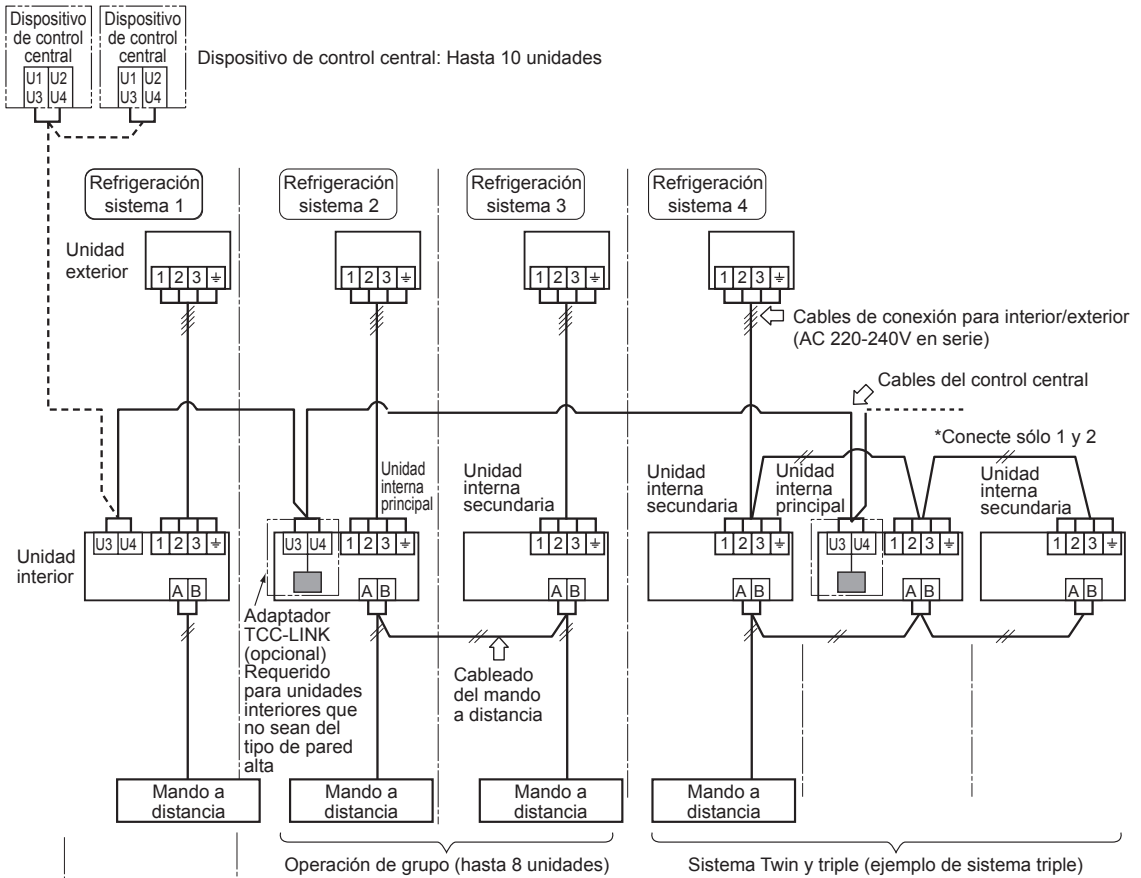 Dispositivo
de control
central
U1 U2
U3 U4
Dispositivo
de control
central
U1 U2
U3 U4
Dispositivo de control central: Hasta 10 unidades
Refrigeración
sistema 1
Refrigeración
sistema 2
Refrigeración
sistema 3
Refrigeración
sistema 4
Unidad
exterior
1 2 3
1 2 3
1 2 3
1 2 3
Cables de conexión para interior/exterior
(AC 220-240V en serie)
Cables del control central
*Conecte sólo 1 y 2
Unidad
interna
principal
Unidad
interna
secundaria
Unidad
interna
secundaria
Unidad
interna
principal
Unidad
interna
secundaria
Unidad
interior
U3 U4 1 2 3
A B
U3 U4 1 2 3
A B
1 2 3
A B
1 2 3
A B
U3 U4 1 2 3
A B
1 2 3
A B
Adaptador
TCC-LINK
(opcional)
Requerido
para unidades
interiores que
no sean del
tipo de pared
alta
Cableado
del mando
a distancia
Mando a
distancia
Mando a
distancia
Mando a
distancia
Mando a
distancia
Operación de grupo (hasta 8 unidades)
Sistema Twin y triple (ejemplo de sistema triple)